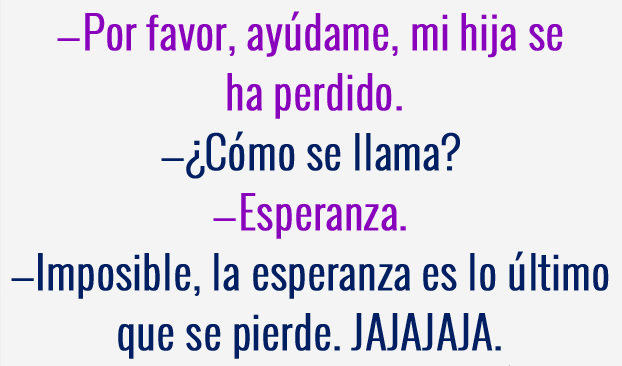 –Por favor, ayúdame, mi hija se
ha perdido.
–¿Cómo se llama?
–Esperanza.
–Imposible, la esperanza es lo último
que se pierde. JAJAJAJA.